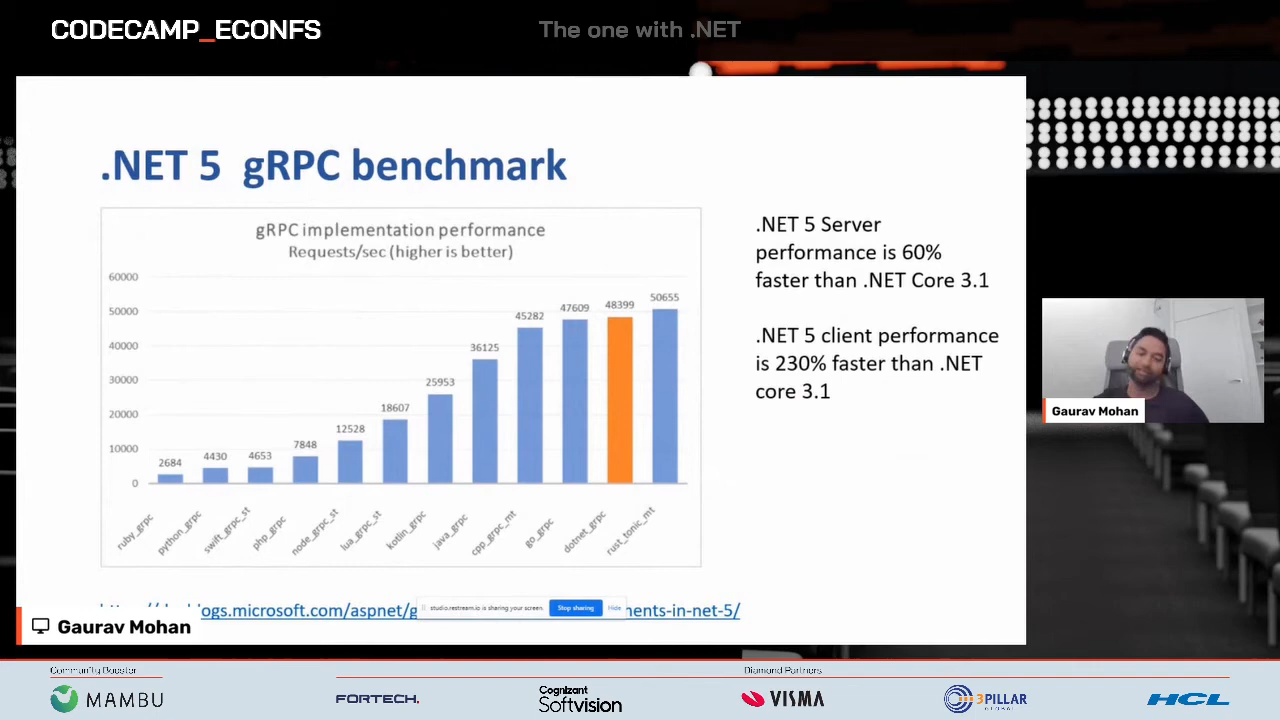 CODECAMP_ECONFS
The one with .NET
.NET 5 gRPC benchmark
gRPC implementation performance
Requests/sec (higher is better)
60000
50000
40000
30000
20000
10000
0
2684
4430
4653
7848
12528
18607
25953
36125
45282
47609
48399
50655
ruby_grpc
python_grpc
swift_grpc_st
php_grpc
node_grpc_st
lua_grpc_st
kotlin_grpc
java_grpc
cpp_grpc_mt
go_grpc
dotnet_grpc
rust_tonic_mt
.NET 5 Server
performance is 60%
faster than .NET Core 3.1
.NET 5 client performance
is 230% faster than .NET
core 3.1
ogs.microsoft.com/aspnet/g
ments-in-net-5/
studio.restream.io is sharing your screen.
Stop sharing
Hide
Gaurav Mohan
Gaurav Mohan
Community Booster
Diamond Partners
MAMBU
FORTECH.
Cognizant
Softvision
VISMA
3PILLAR
GLOBAL
HCL